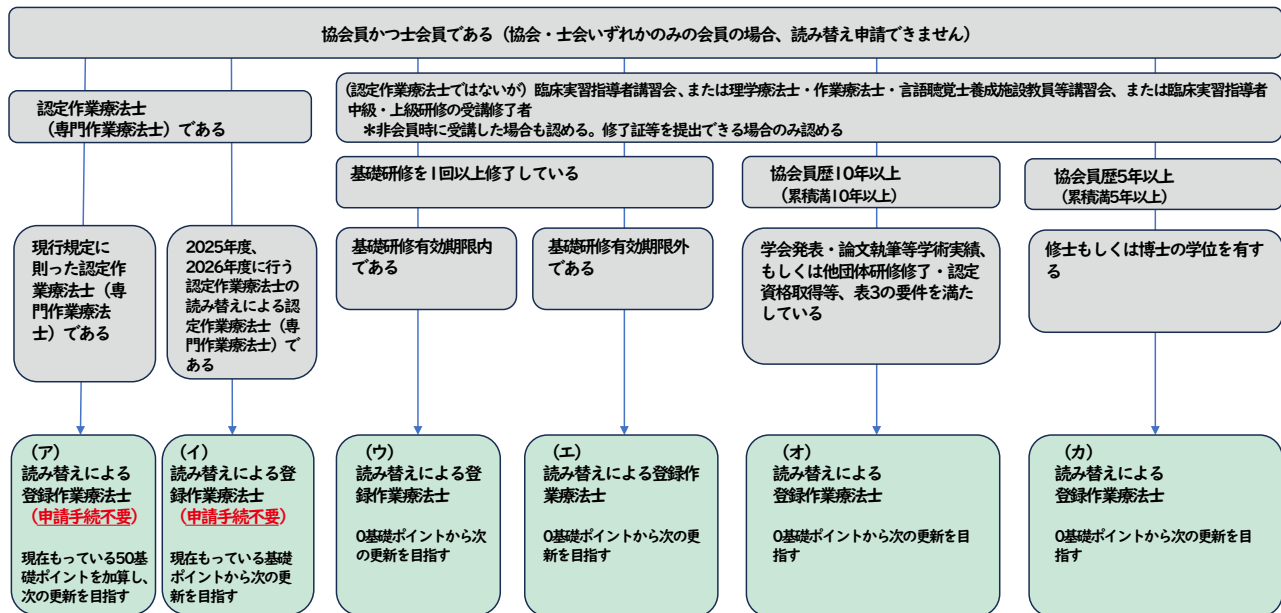 協会員かつ士会員である（協会・士会いずれかのみの会員の場合、読み替え申請できません）
認定作業療法士
（専門作業療法士）である
（認定作業療法士ではないが）臨床実習指導者講習会、または理学療法士・作業療法士・言語聴覚士養成施設教員等講習会、または臨床実習指導者
中級・上級研修の受講修了者
＊非会員時に受講した場合も認める。修了証等を提出できる場合のみ認める
基礎研修を1回以上修了している
協会員歴10年以上
（累積満10年以上）
協会員歴5年以上
（累積満5年以上）
現行規定に
則った認定作
業療法士（専
門作業療法
士）である
2025年度、
2026年度に行う
認定作業療法士の
読み替えによる認
定作業療法士（専
門作業療法士）で
ある
基礎研修有効期限内
である
基礎研修有効期限外
である
学会発表・論文執筆等学術実績、
もしくは他団体研修修了・認定
資格取得等、表3の要件を満た
している
修士もしくは博士の学位を有す
る
（ア）
読み替えによる
登録作業療法士
（申請手続不要）
現在もっている50基
礎ポイントを加算し、
次の更新を目指す
（イ）
読み替えによる登
録作業療法士
（申請手続不要）
現在もっている基礎
ポイントから次の更
新を目指す
（ウ）
読み替えによる登
録作業療法士
0基礎ポイントから次
の更新を目指す
（エ）
読み替えによる登録作
業療法士
0基礎ポイントから次の更
新を目指す
（オ）
読み替えによる
登録作業療法士
0基礎ポイントから次の更新を目
指す
（カ）
読み替えによる
登録作業療法士
0基礎ポイントから次の更新を目
指す